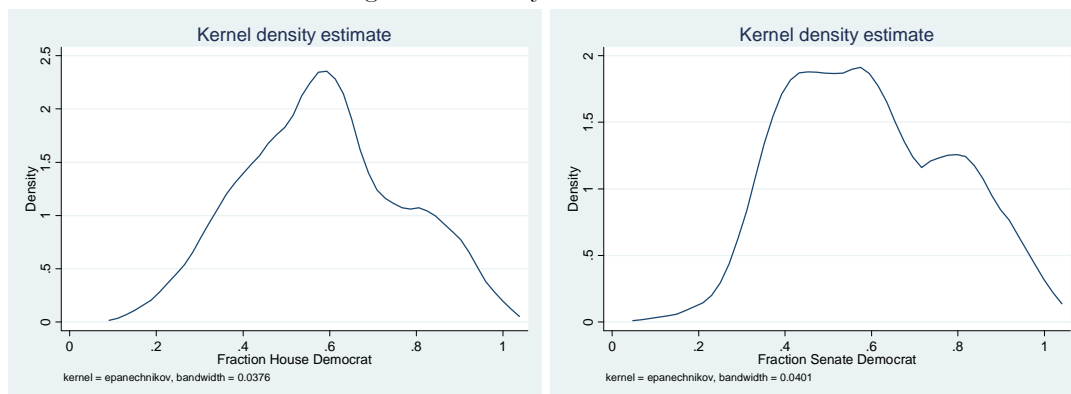 Kernel density estimate
Density
0 .5 1 1.5 2 2.5
0 .2 .4 .6 .8 1
Fraction House Democrat
kernel = epanechnikov, bandwidth = 0.0376
Kernel density estimate
Density
0 .5 1 1.5 2
0 .2 .4 .6 .8 1
Fraction Senate Democrat
kernel = epanechnikov, bandwidth = 0.0401